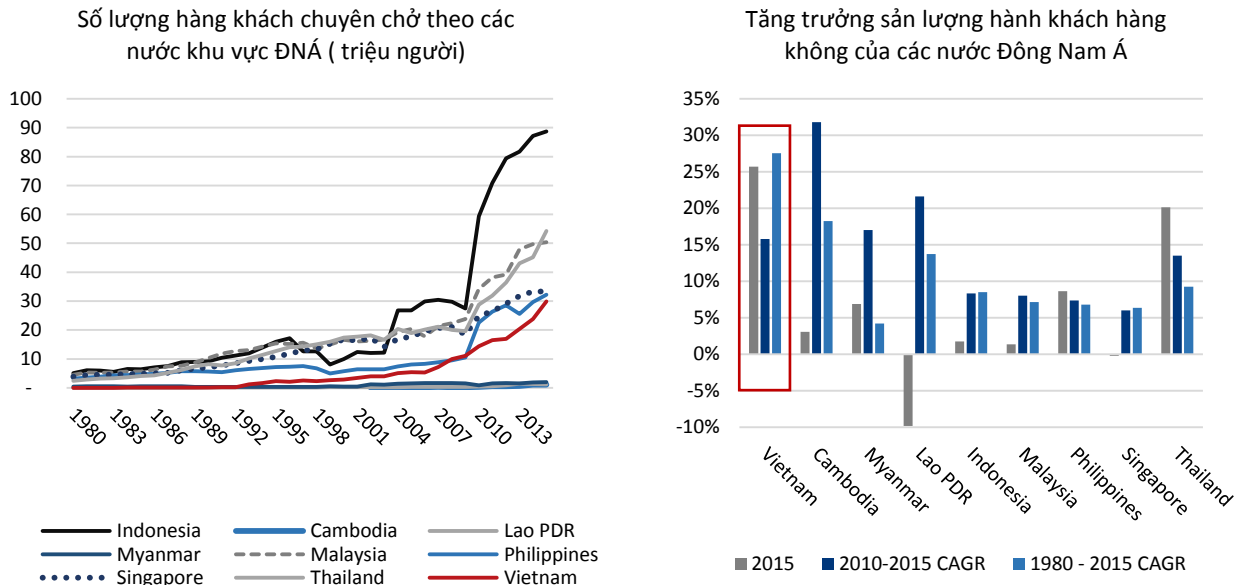 Số lượng hàng khách chuyên chở theo các
nước khu vực ĐNÁ ( triệu người)
100
90
80
70
60
50
40
30
20
10
-
1980
1983
1986
1989
1992
1995
1998
2001
2004
2007
2010
2013
Indonesia
Cambodia
Lao PDR
Myanmar
Malaysia
Philippines
Singapore
Thailand
Vietnam
Tăng trưởng sản lượng hành khách hàng
không của các nước Đông Nam Á
35%
30%
25%
20%
15%
10%
5%
0%
-5%
-10%
Vietnam
Cambodia
Myanmar
Lao PDR
Indonesia
Malaysia
Philippines
Singapore
Thailand
2015
2010-2015 CAGR
1980 - 2015 CAGR